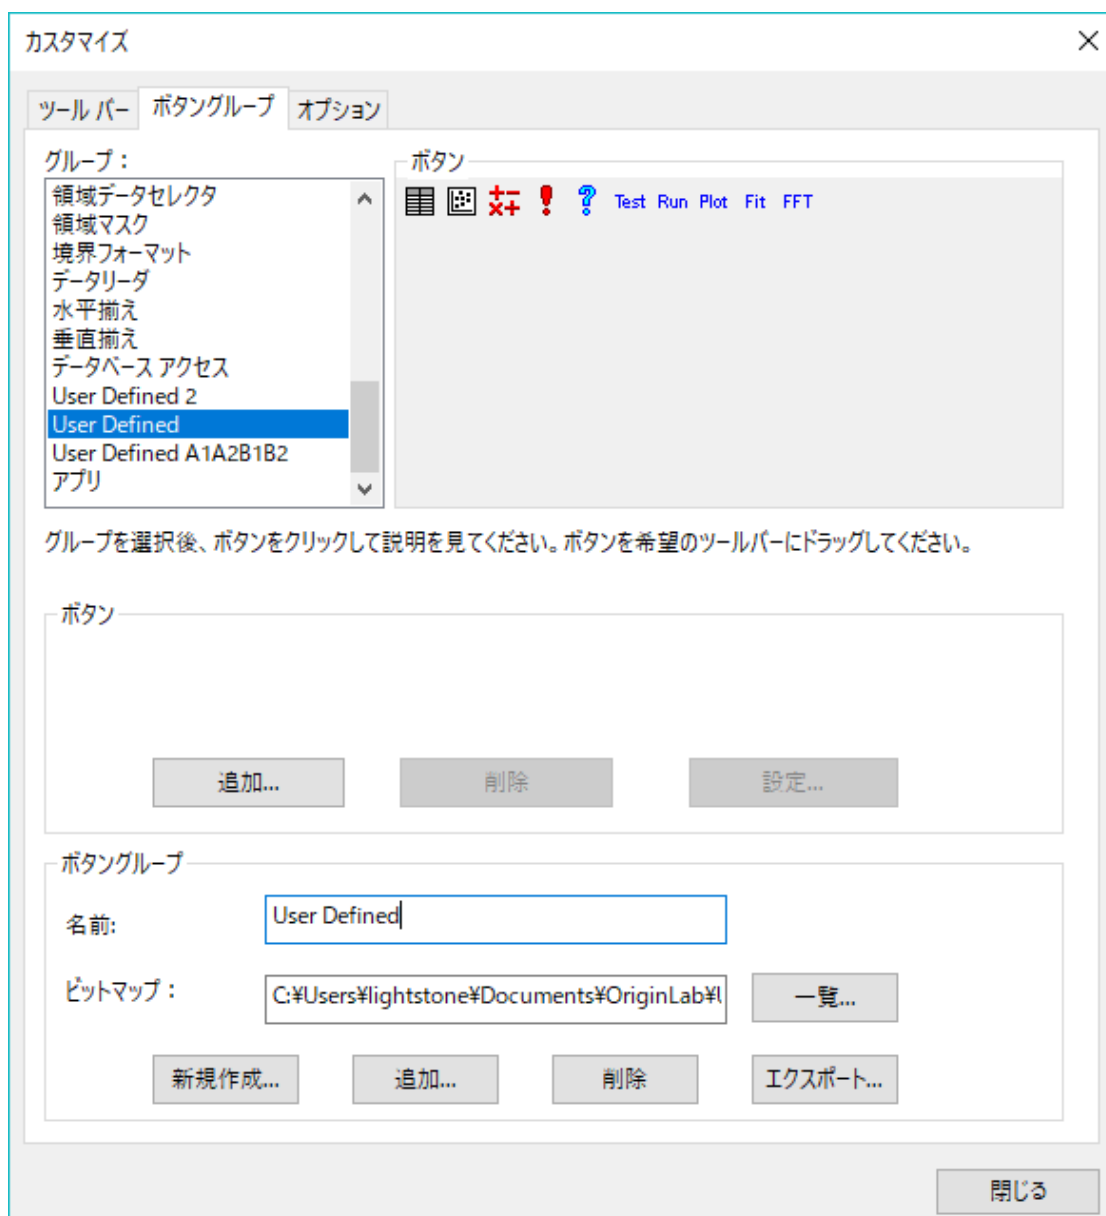 カスタマイズ
ツール バー ボタングループ オプション
グループ： ボタン
領域データセレクタ
領域マスク
境界フォーマット
データリーダ
水平揃え
垂直揃え
データベース アクセス
User Defined 2
User Defined
User Defined A1A2B1B2
アプリ
Test Run Plot Fit FFT
グループを選択後、ボタンをクリックして説明を見てください。ボタンを希望のツールバーにドラッグしてください。
ボタン
追加... 削除 設定...
ボタングループ
名前: User Defined
ビットマップ： C:¥Users¥lightstone¥Documents¥OriginLab¥U 一覧...
新規作成... 追加... 削除 エクスポート...
閉じる